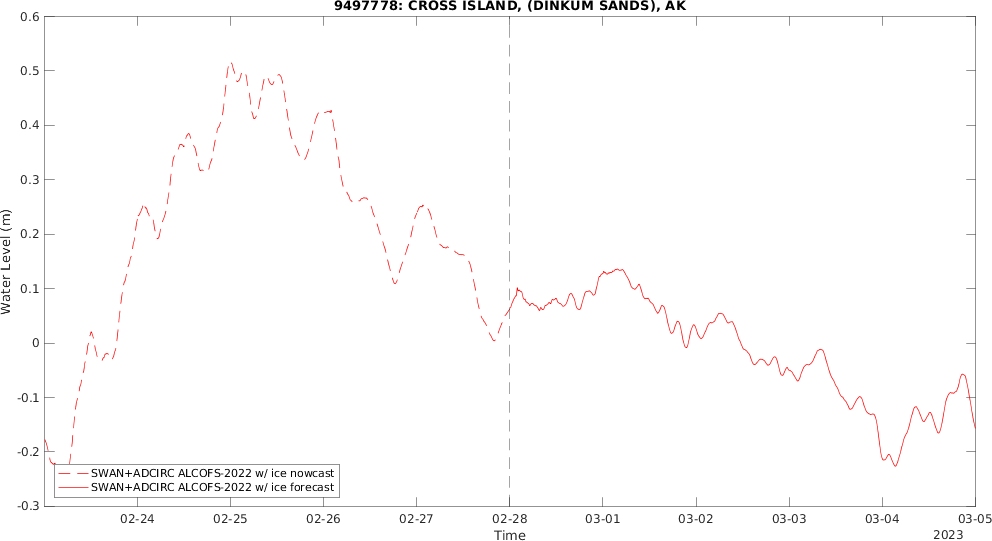 9497778: CROSS ISLAND, (DINKUM SANDS), AK
0.6
0.5
0.4
0.3
0.2
0.1
0
-0.1
-0.2
-0.3
Water Level (m)
SWAN+ADCIRC ALCOFS-2022 w/ ice nowcast
SWAN+ADCIRC ALCOFS-2022 w/ ice forecast
02-24 02-25 02-26 02-27 02-28 03-01 03-02 03-03 03-04 03-05
Time
2023